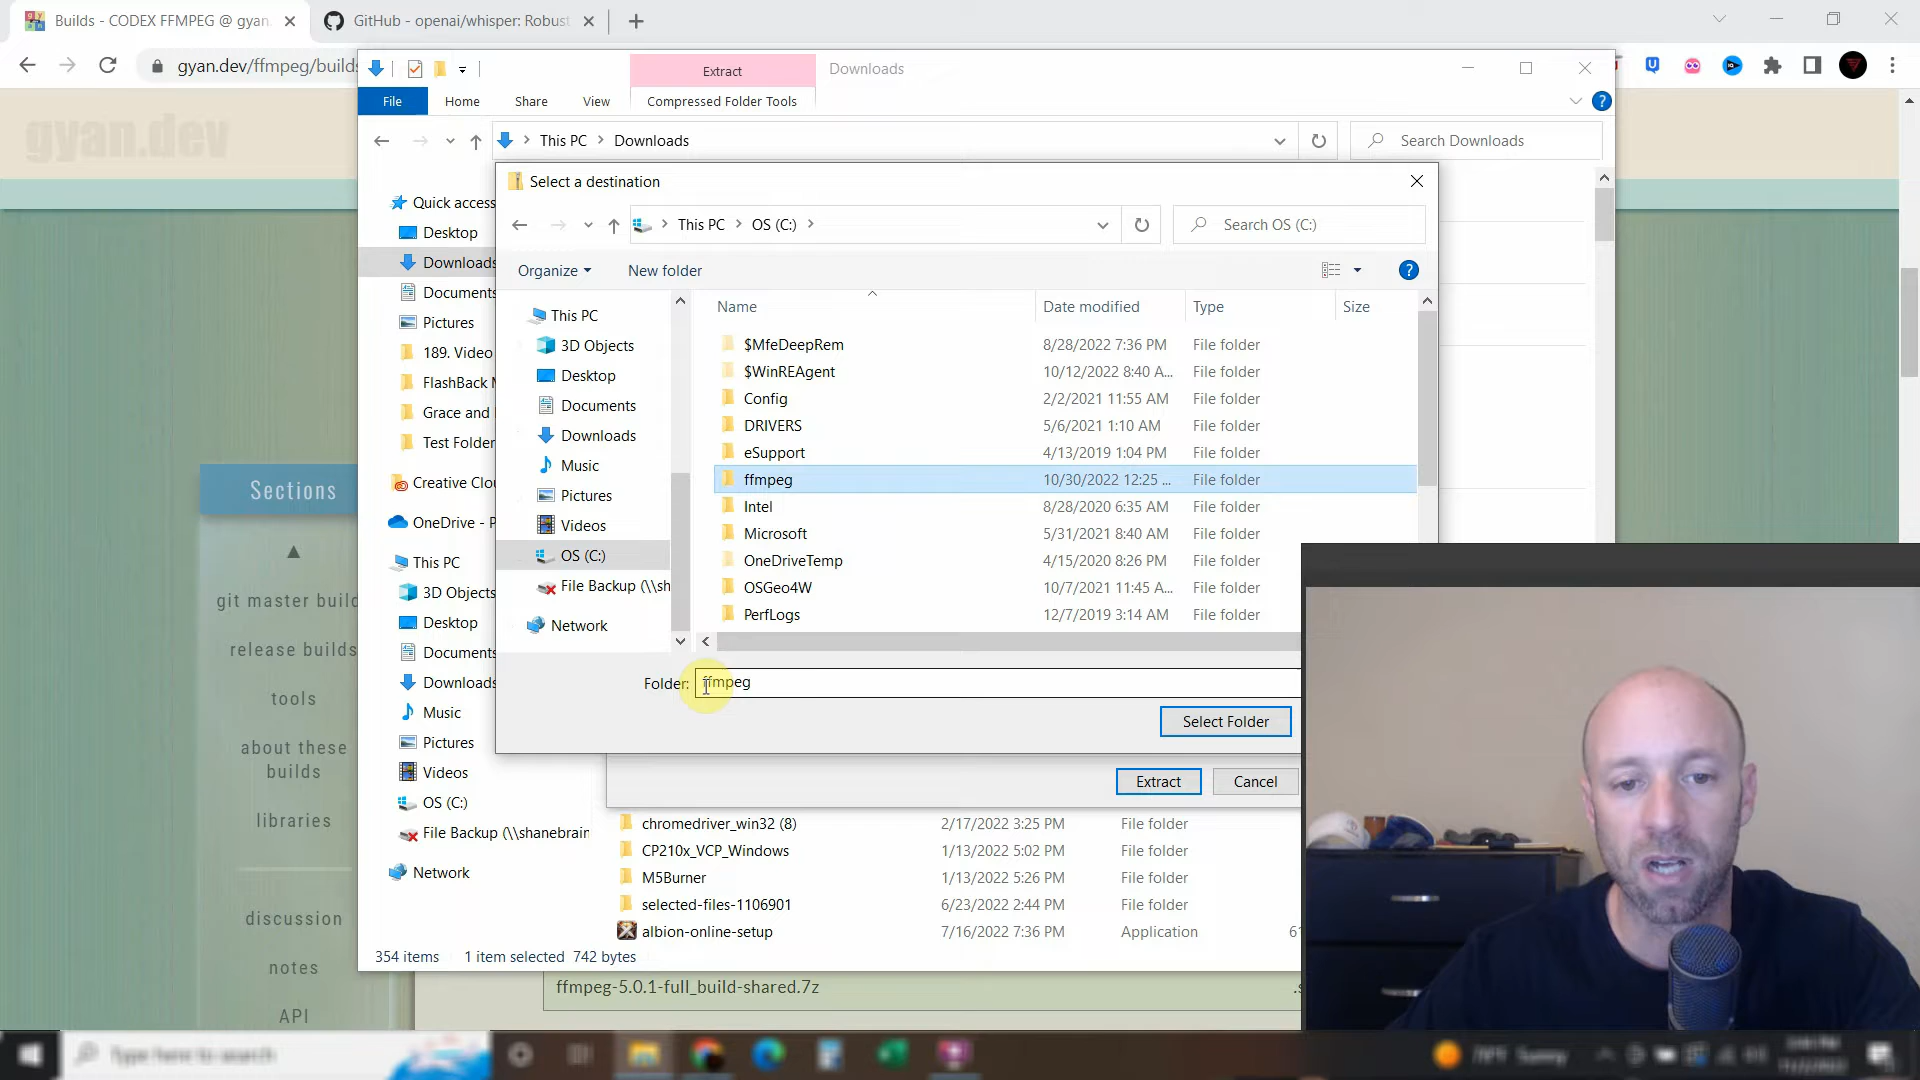 Builds - CODEX FFMPEG @ gyan.
GitHub - openai/whisper: Robust
gyan.dev/ffmpeg/builds
Extract
Downloads
File
Home
Share
View
Compressed Folder Tools
This PC
Downloads
Search Downloads
gyan.dev
Sections
git master build
release builds
tools
about these
builds
libraries
discussion
notes
API
Quick access
Desktop
Downloads
Documents
Pictures
189. Video
FlashBack M
Grace and
Test Folder
Creative Clo
OneDrive - P
This PC
3D Objects
Desktop
Documents
Downloads
Music
Pictures
Videos
OS (C:)
File Backup (\\shanebrain
Network
Select a destination
This PC
OS (C:)
Search OS (C:)
Organize
New folder
This PC
3D Objects
Desktop
Documents
Downloads
Music
Pictures
Videos
OS (C:)
File Backup (\\sh
Network
Name Date modified Type Size
$MfeDeepRem 8/28/2022 7:36 PM File folder
$WinREAgent 10/12/2022 8:40 A... File folder
Config 2/2/2021 11:55 AM File folder
DRIVERS 5/6/2021 1:10 AM File folder
eSupport 4/13/2019 1:04 PM File folder
ffmpeg 10/30/2022 12:25 ... File folder
Intel 8/28/2020 6:35 AM File folder
Microsoft 5/31/2021 8:40 AM File folder
OneDriveTemp 4/15/2020 8:26 PM File folder
OSGeo4W 10/7/2021 11:45 A... File folder
PerfLogs 12/7/2019 3:14 AM File folder
Folder: ffmpeg
Select Folder
Extract
Cancel
chromedriver_win32 (8) 2/17/2022 3:25 PM File folder
CP210x_VCP_Windows 1/13/2022 5:02 PM File folder
M5Burner 1/13/2022 5:26 PM File folder
selected-files-1106901 6/23/2022 2:44 PM File folder
albion-online-setup 7/16/2022 7:36 PM Application 61
354 items 1 item selected 742 bytes
ffmpeg-5.0.1-full_build-shared.7z .s
Type here to search
Sunny